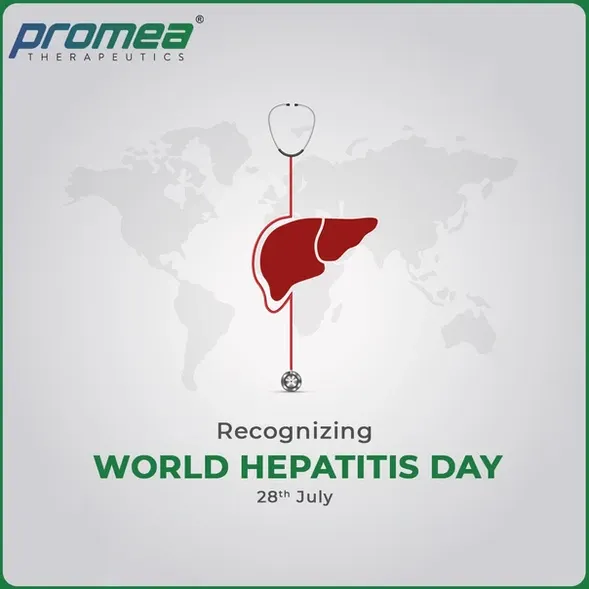 promea®
THERAPEUTICS
Recognizing
WORLD HEPATITIS DAY
28th July